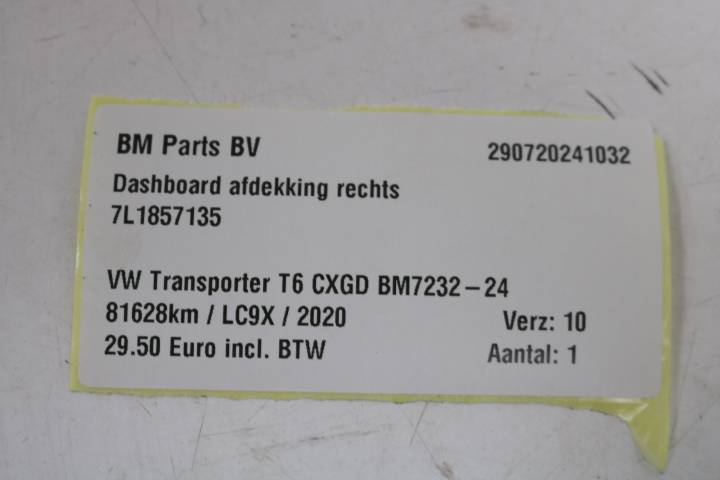 BM Parts BV 290720241032
Dashboard afdekking rechts
7L1857135
VW Transporter T6 CXGD BM7232-24
81628km / LC9X / 2020 Verz: 10
29.50 Euro incl. BTW Aantal: 1